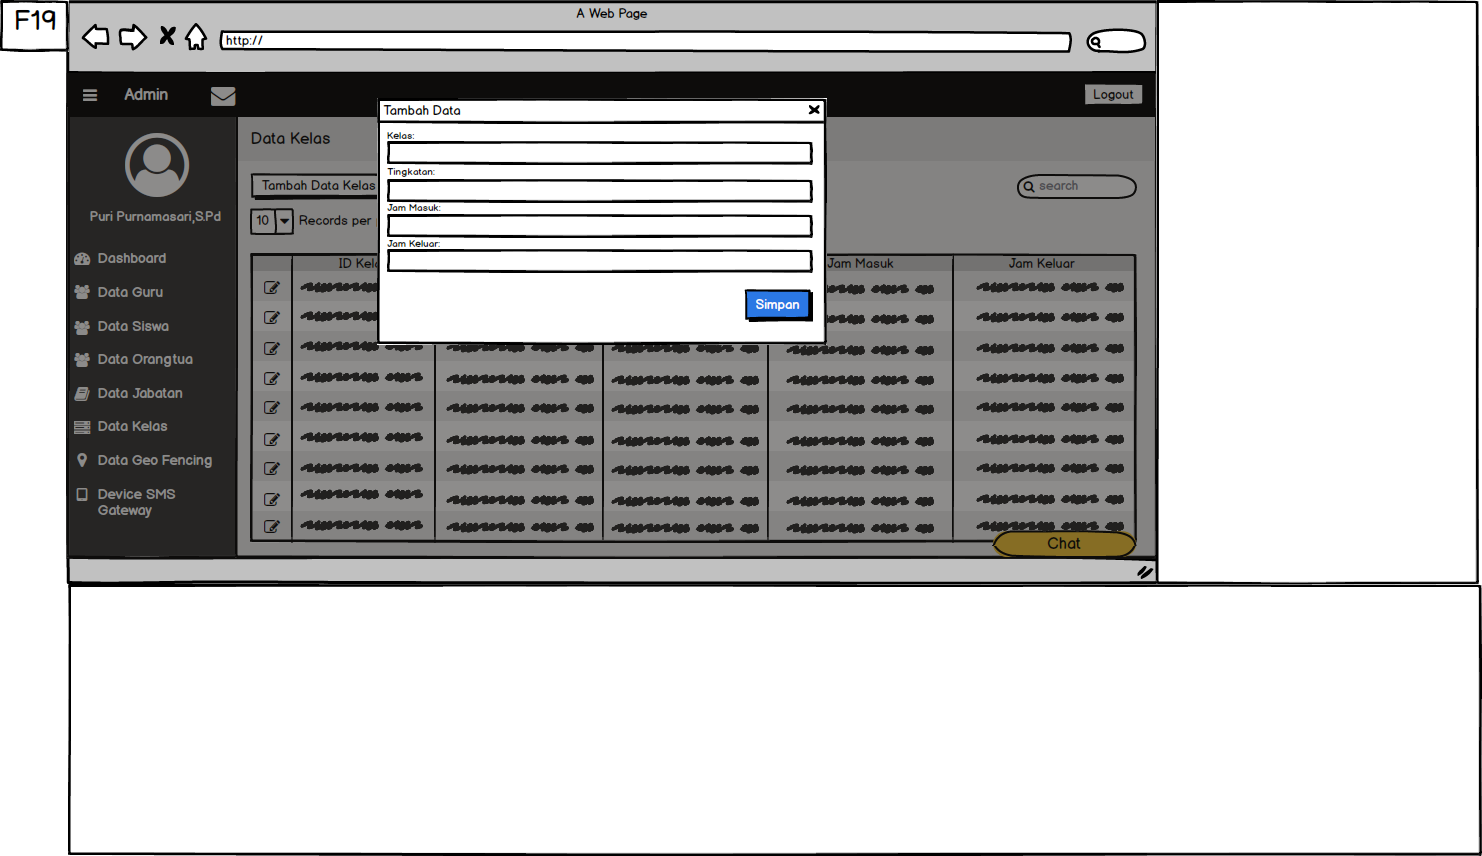 F19
A Web Page
http://
Admin
Logout
Puri Purnamasari,S.Pd
Dashboard
Data Guru
Data Siswa
Data Orangtua
Data Jabatan
Data Kelas
Data Geo Fencing
Device SMS
Gateway
Data Kelas
Tambah Data Kelas
search
10 Records per
ID Kela
Jam Masuk
Jam Keluar
Tambah Data
Kelas:
Tingkatan:
Jam Masuk:
Jam Keluar:
Simpan
Chat